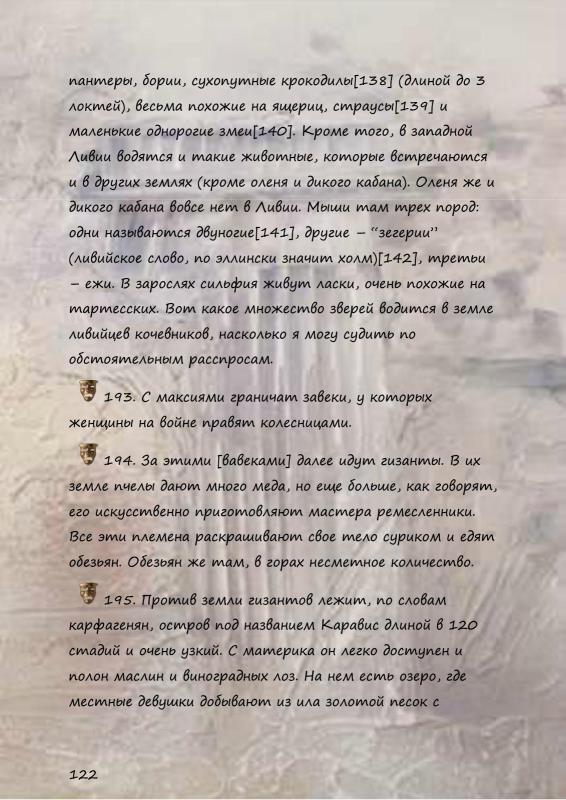 пантеры, бории, сухопутные крокодилы[138] (длиной до 3
локтей), весьма похожие на ящериц, страусы[139] и
маленькие однорогие змеи[140]. Кроме того, в западной
Ливии водятся и такие животные, которые встречаются
и в других землях (кроме оленя и дикого кабана). Оленя же и
дикого кабана вовсе нет в Ливии. Мыши там трех пород:
одни называются двуногие[141], другие – “зегерии”
(ливийское слово, по эллински значит холм)[142], третьи
– ежи. В зарослях сильфия живут ласки, очень похожие на
тартесских. Вот какое множество зверей водится в земле
ливийцев кочевников, насколько я могу судить по
обстоятельным расспросам.
193. С максиями граничат завеки, у которых
женщины на войне правят колесницами.
194. За этими [вавеками] далее идут гизанты. В их
земле пчелы дают много меда, но еще больше, как говорят,
его искусственно приготовляют мастера ремесленники.
Все эти племена раскрашивают свое тело суриком и едят
обезьян. Обезьян же там, в горах несметное количество.
195. Против земли гизантов лежит, по словам
карфагенян, остров под названием Каравис длиной в 120
стадий и очень узкий. С материка он легко доступен и
полон маслин и виноградных лоз. На нем есть озеро, где
местные девушки добывают из ила золотой песок с
122